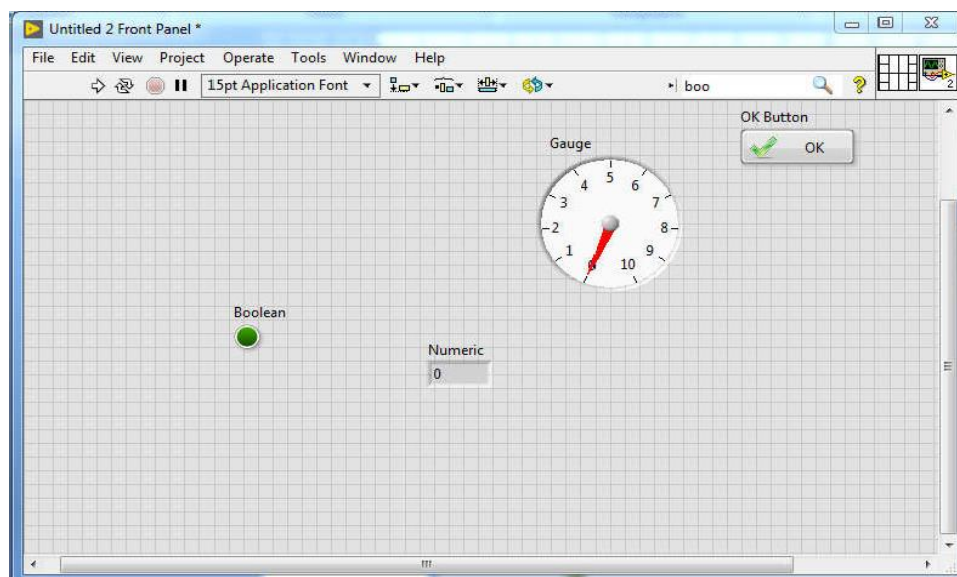 Untitled 2 Front Panel *
File Edit View Project Operate Tools Window Help
15pt Application Font
boo
?
2
OK Button
OK
Gauge
0 1 2 3 4 5 6 7 8 9 10
Boolean
Numeric
0